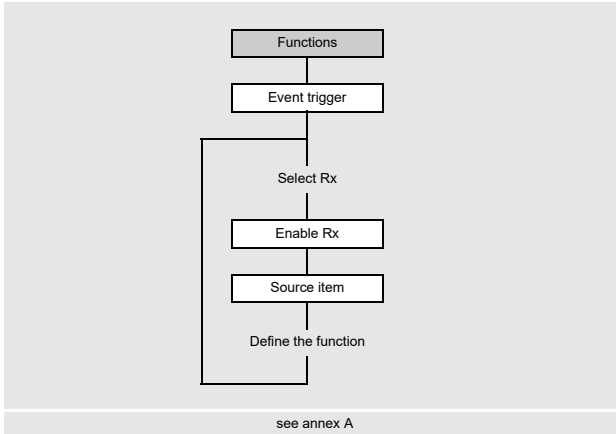 Functions
Event trigger
Select Rx
Enable Rx
Source item
Define the function
see annex A